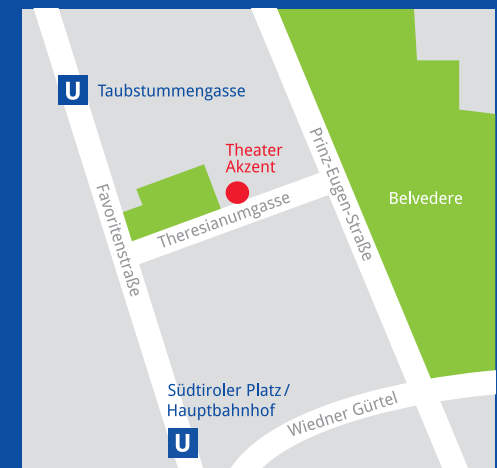 U Taubstummengasse
Theater
Akzent
Prinz-Eugen-Straße
Belvedere
Favoritenstraße
Theresianumgasse
Südtiroler Platz/
Hauptbahnhof
U
Wiedner Gürtel